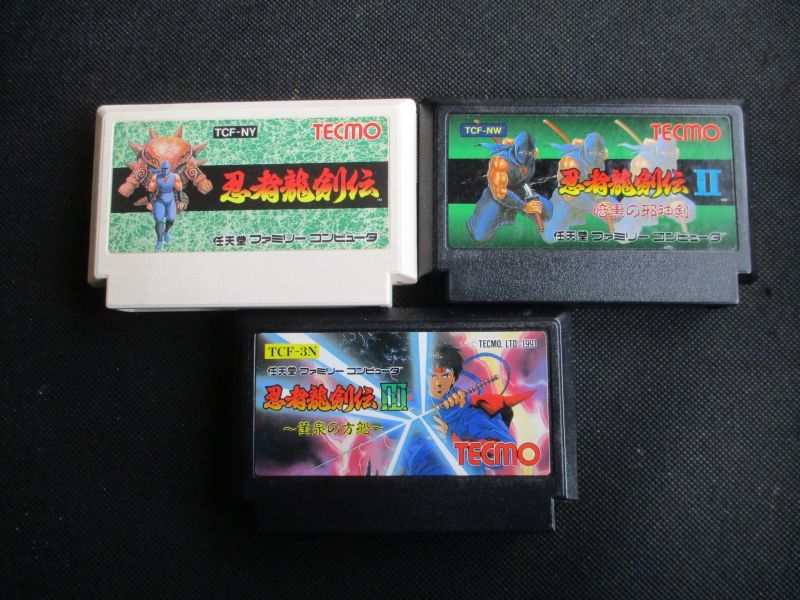 TCF-NY
TECMO
忍者龍剣伝
任天堂 ファミリー コンピュータ
TCF-NW
TECMO
忍者龍剣伝 II
暗黒の邪神剣
任天堂 ファミリー コンピュータ
TCF-3N
© TECMO, LTD. 1991
任天堂 ファミリー コンピュータ
忍者龍剣伝 III
~黄泉の方船~
TECMO